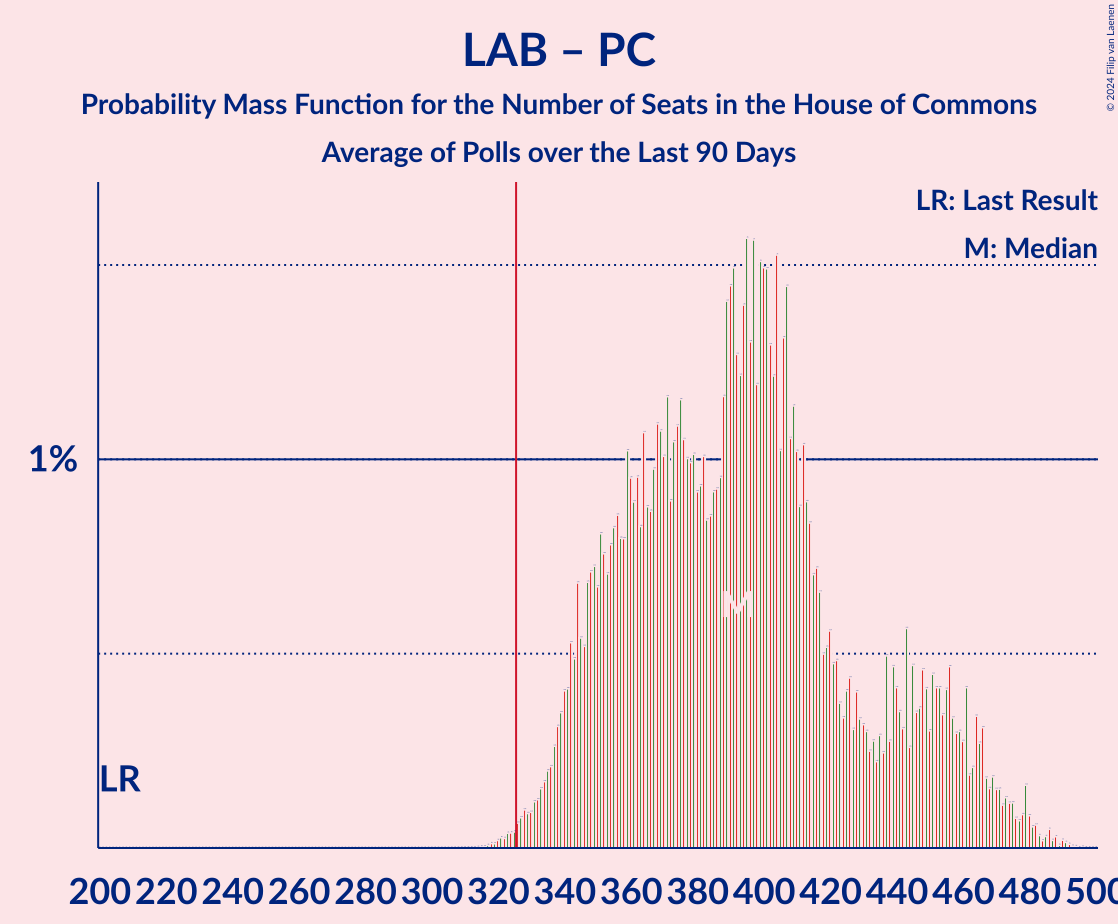 LAB – PC
Probability Mass Function for the Number of Seats in the House of Commons
Average of Polls over the Last 90 Days
© 2024 Filip van Laenen
LR: Last Result
M: Median
1%
M
LR
200 220 240 260 280 300 320 340 360 380 400 420 440 460 480 500